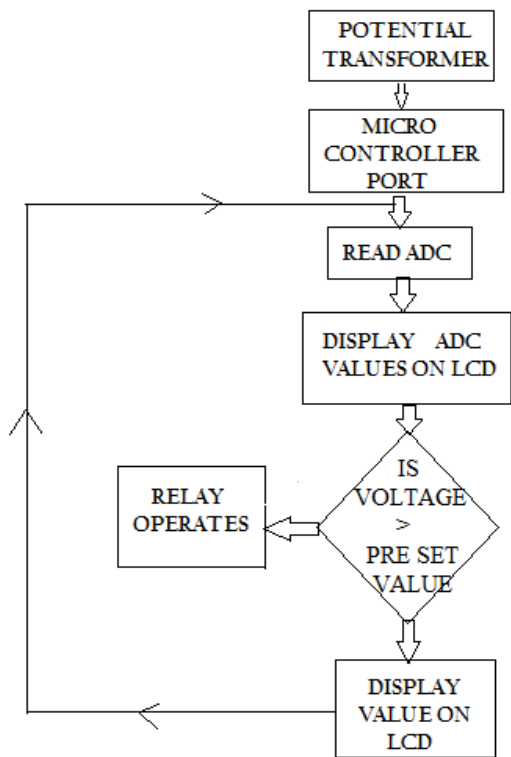 POTENTIAL
TRANSFORMER
MICRO
CONTROLLER
PORT
READ ADC
DISPLAY ADC
VALUES ON LCD
IS
VOLTAGE
>
PRE SET
VALUE
RELAY
OPERATES
DISPLAY
VALUE ON
LCD